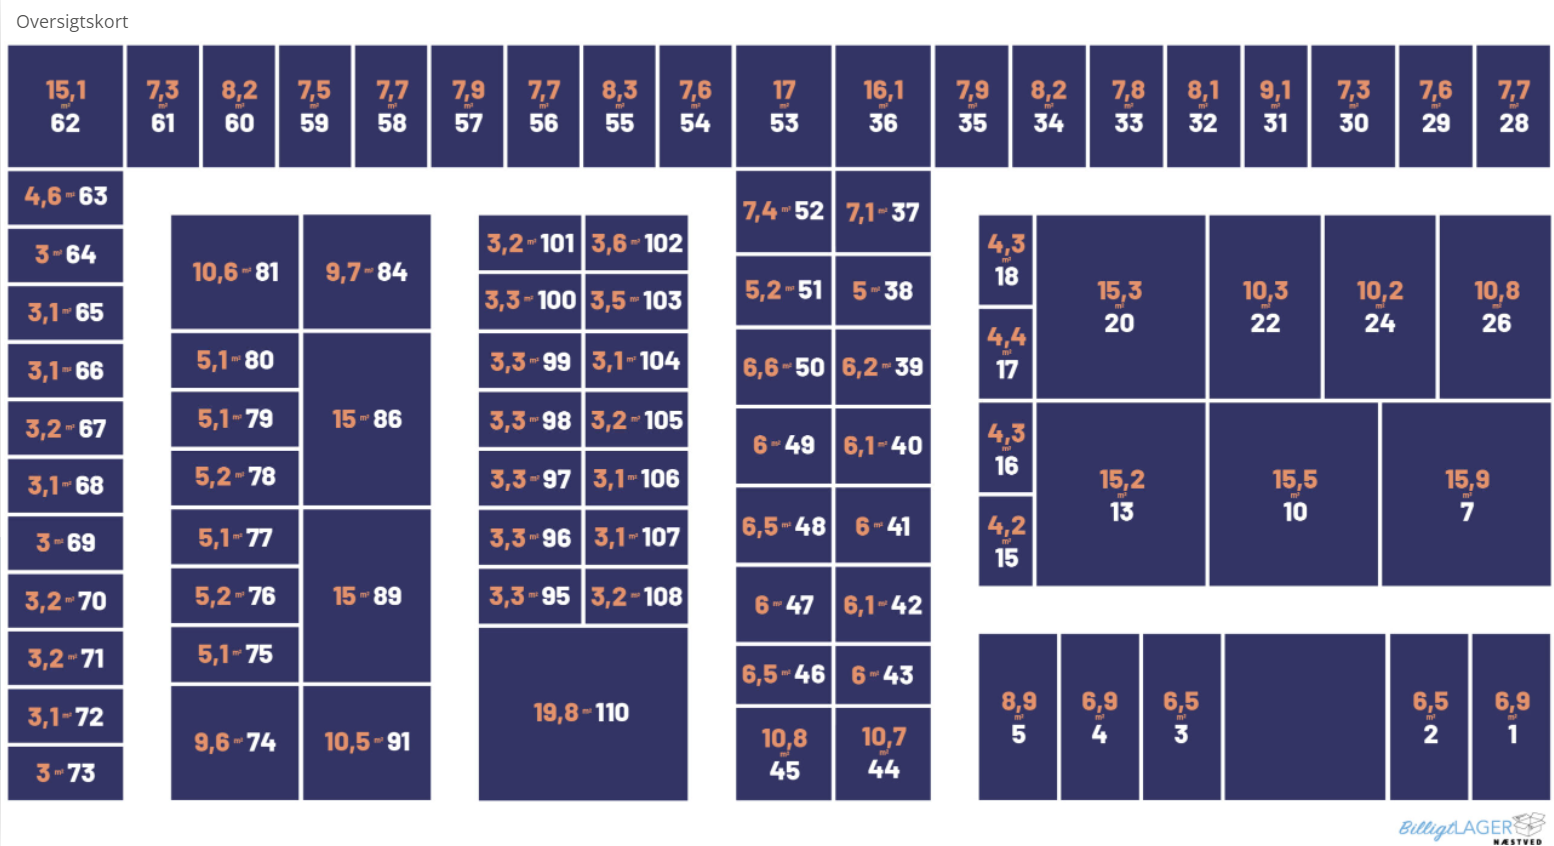 Oversigtskort
15,1
m²
62
7,3
m²
61
8,2
m²
60
7,5
m²
59
7,7
m²
58
7,9
m²
57
7,7
m²
56
8,3
m²
55
7,6
m²
54
17
m²
53
16,1
m²
36
7,9
m²
35
8,2
m²
34
7,8
m²
33
8,1
m²
32
9,1
m²
31
7,3
m²
30
7,6
m²
29
7,7
m²
28
4,6 m² 63
3 m² 64
3,1 m² 65
3,1 m² 66
3,2 m² 67
3,1 m² 68
3 m² 69
3,2 m² 70
3,2 m² 71
3,1 m² 72
3 m² 73
10,6 m² 81
9,7 m² 84
5,1 m² 80
5,1 m² 79
15 m² 86
5,2 m² 78
5,1 m² 77
5,2 m² 76
15 m² 89
5,1 m² 75
9,6 m² 74
10,5 m² 91
3,2 m² 101
3,6 m² 102
3,3 m² 100
3,5 m² 103
3,3 m² 99
3,1 m² 104
3,3 m² 98
3,2 m² 105
3,3 m² 97
3,1 m² 106
3,3 m² 96
3,1 m² 107
3,3 m² 95
3,2 m² 108
19,8 m² 110
7,4 m² 52
7,1 m² 37
5,2 m² 51
5 m² 38
6,6 m² 50
6,2 m² 39
6 m² 49
6,1 m² 40
6,5 m² 48
6 m² 41
6 m² 47
6,1 m² 42
6,5 m² 46
6 m² 43
10,8
m²
45
10,7
m²
44
4,3
m²
18
4,4
m²
17
4,3
m²
16
4,2
m²
15
15,3
m²
20
10,3
m²
22
10,2
m²
24
10,8
m²
26
15,2
m²
13
15,5
m²
10
15,9
m²
7
8,9
m²
5
6,9
m²
4
6,5
m²
3
6,5
m²
2
6,9
m²
1
BilligtLAGER
NÆSTVED